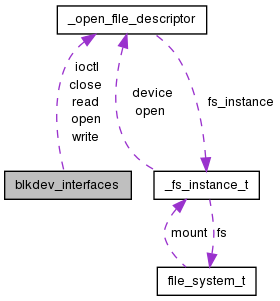 _open_file_descriptor
ioctl
close
read
open
write
device
open
fs_instance
blkdev_interfaces
_fs_instance_t
mount
fs
file_system_t